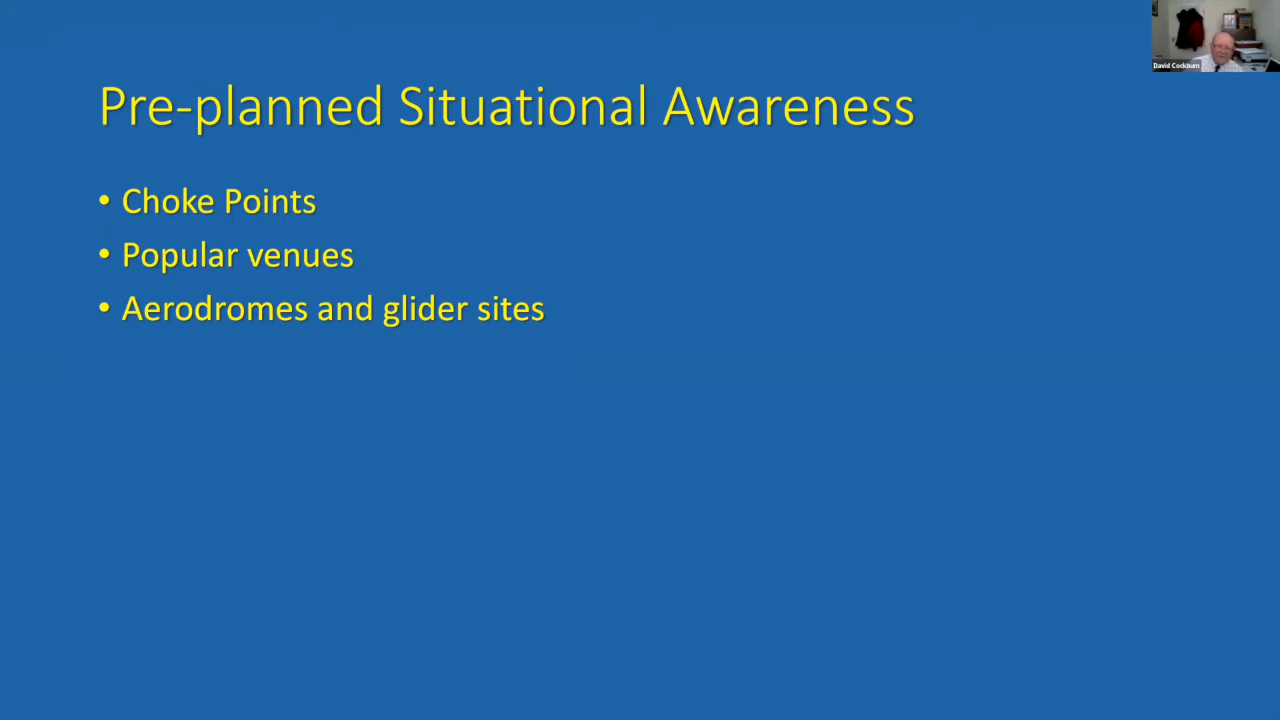 Pre-planned Situational Awareness
• Choke Points
• Popular venues
• Aerodromes and glider sites
David Cockburn